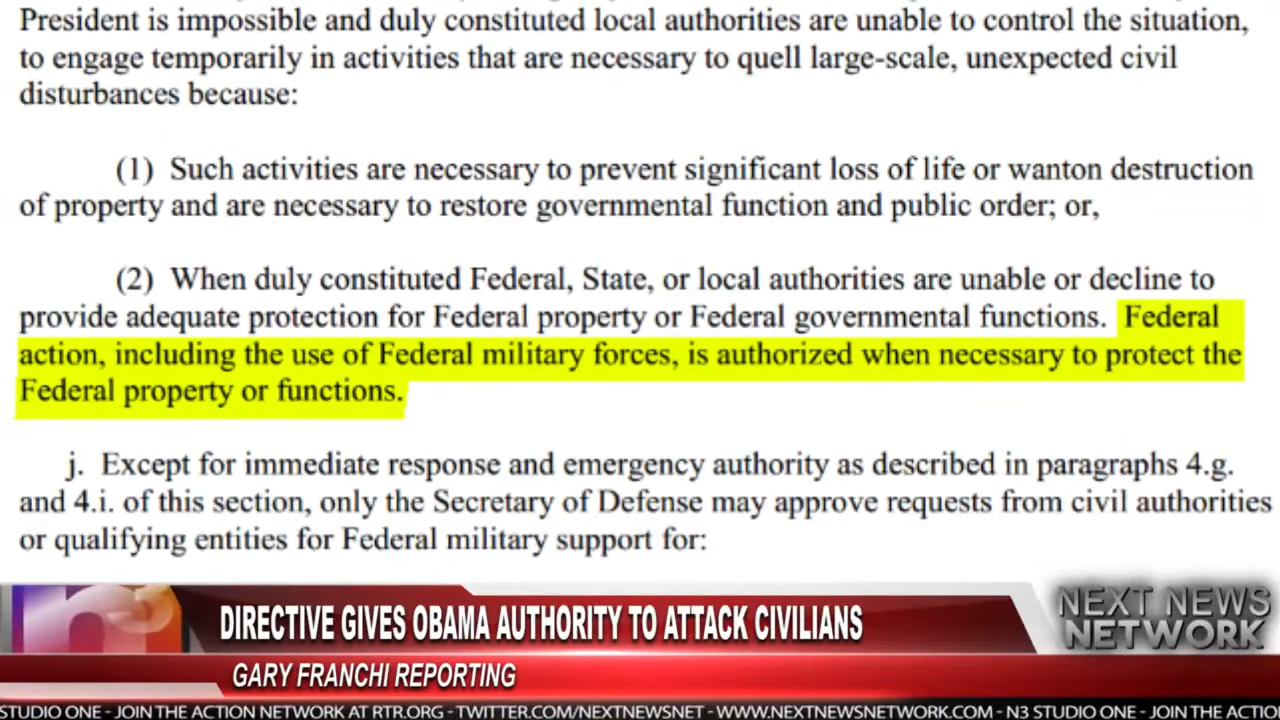 President is impossible and duly constituted local authorities are unable to control the situation,
to engage temporarily in activities that are necessary to quell large-scale, unexpected civil
disturbances because:
(1) Such activities are necessary to prevent significant loss of life or wanton destruction
of property and are necessary to restore governmental function and public order; or,
(2) When duly constituted Federal, State, or local authorities are unable or decline to
provide adequate protection for Federal property or Federal governmental functions. Federal
action, including the use of Federal military forces, is authorized when necessary to protect the
Federal property or functions.
j. Except for immediate response and emergency authority as described in paragraphs 4.g.
and 4.i. of this section, only the Secretary of Defense may approve requests from civil authorities
or qualifying entities for Federal military support for:
n3
DIRECTIVE GIVES OBAMA AUTHORITY TO ATTACK CIVILIANS
NEXT NEWS
NETWORK
GARY FRANCHI REPORTING
STUDIO ONE - JOIN THE ACTION NETWORK AT RTR.ORG - TWITTER.COM/NEXTNEWSNET - WWW.NEXTNEWSNETWORK.COM - N3 STUDIO ONE - JOIN THE ACTIO